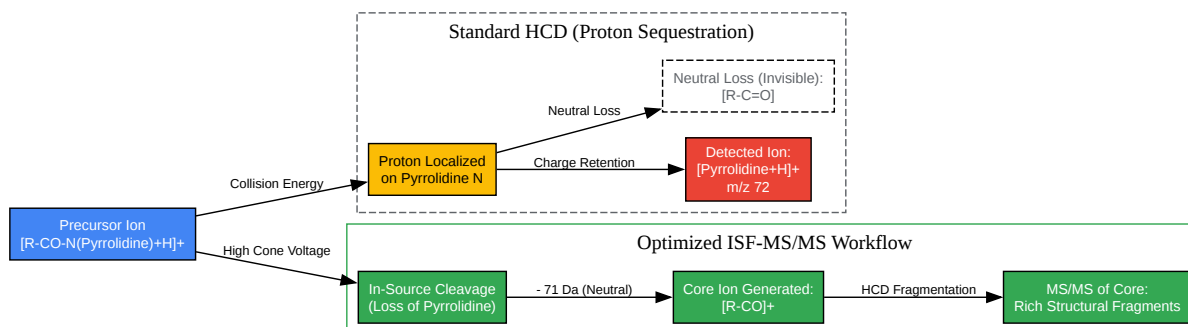 Standard HCD (Proton Sequestration)
Neutral Loss (Invisible):
[R-C=O]
Neutral Loss
Proton Localized
on Pyrrolidine N
Charge Retention
Detected Ion:
[Pyrrolidine+H]+
m/z 72
Collision Energy
Precursor Ion
[R-CO-N(Pyrrolidine)+H]+
High Cone Voltage
Optimized ISF-MS/MS Workflow
In-Source Cleavage
(Loss of Pyrrolidine)
- 71 Da (Neutral)
Core Ion Generated:
[R-CO]+
HCD Fragmentation
MS/MS of Core:
Rich Structural Fragments